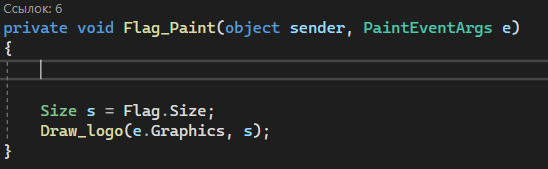 Ссылок: 6
private void Flag_Paint(object sender, PaintEventArgs e)
{
Size s = Flag.Size;
Draw_logo(e.Graphics, s);
}